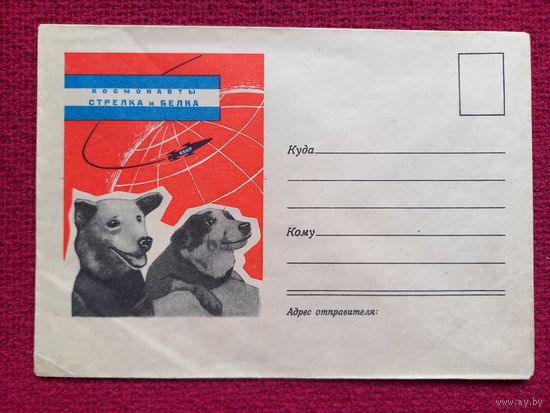 КОСМОНАВТЫ
СТРЕЛКА и БЕЛКА
СССР
Куда
Кому
Адрес отправителя:
www.ay.by